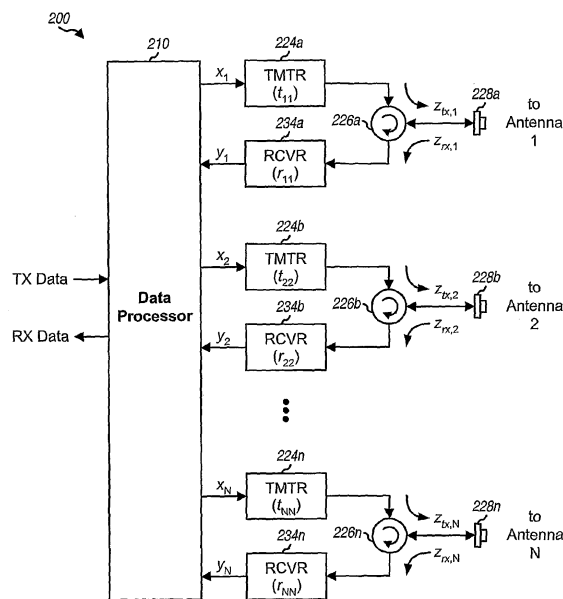 200
210
224a
x1
TMTR
(t11)
234a
226a
ztx,1
228a
to
Antenna
1
y1
RCVR
(r11)
zrx,1
224b
x2
TMTR
(t22)
234b
226b
ztx,2
228b
to
Antenna
2
y2
RCVR
(r22)
zrx,2
TX Data
RX Data
Data
Processor
224n
xN
TMTR
(tNN)
234n
226n
ztx,N
228n
to
Antenna
N
yN
RCVR
(rNN)
zrx,N